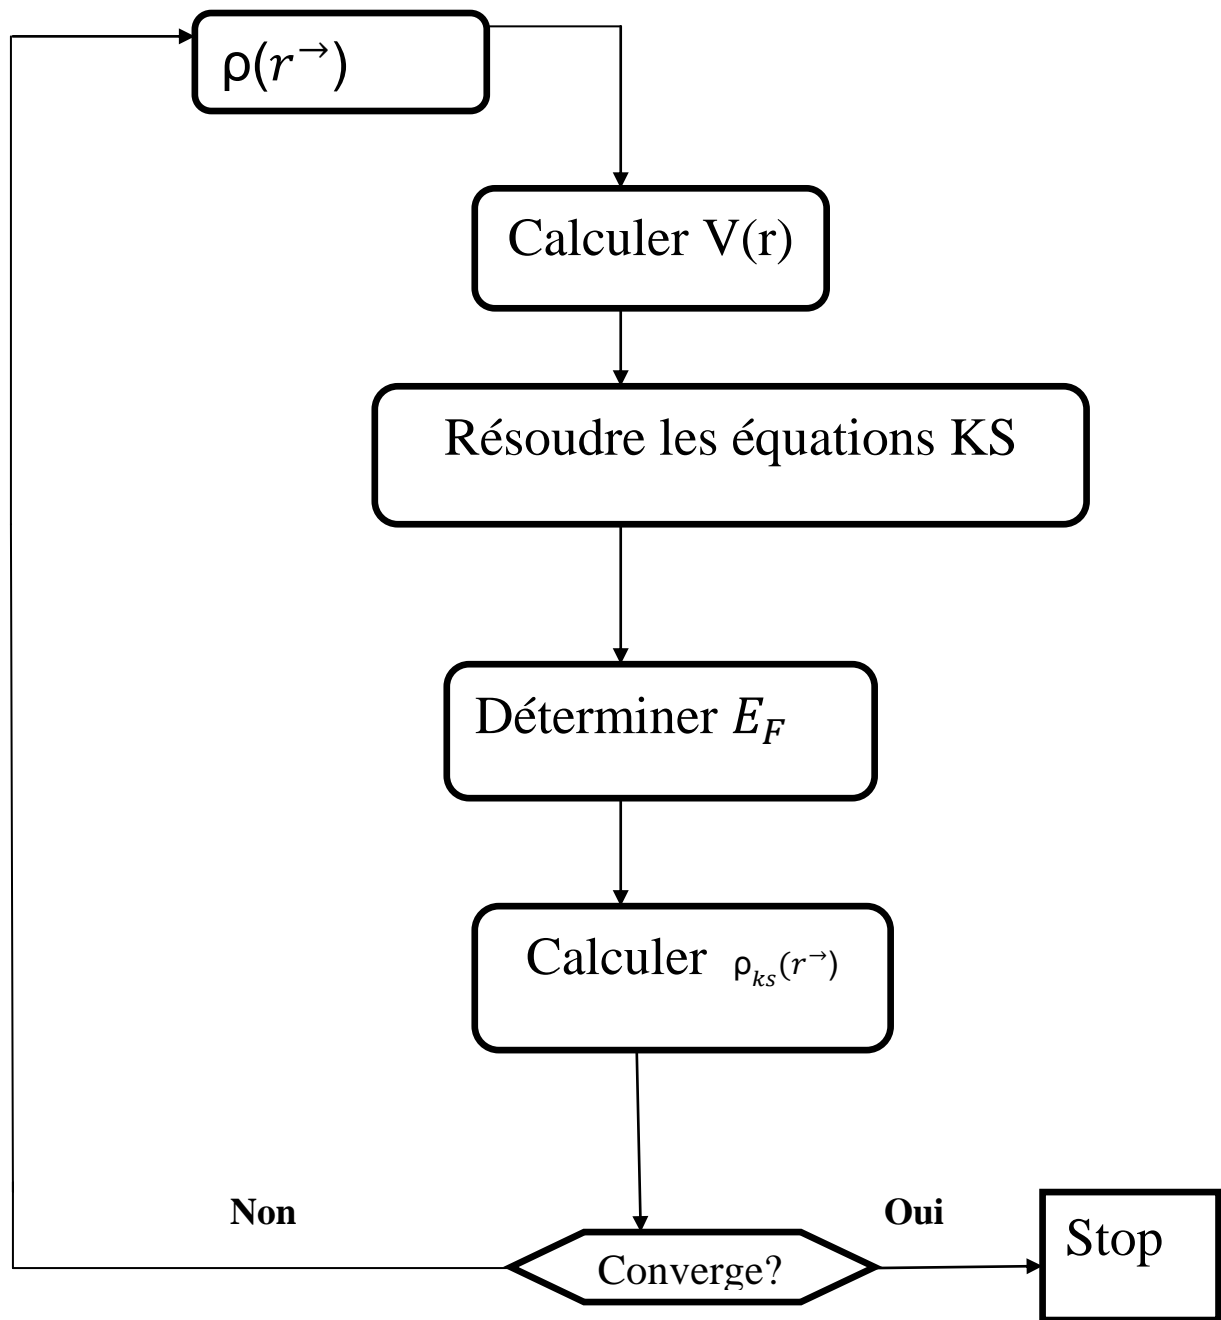 ρ(r→)
Calculer V(r)
Résoudre les équations KS
Déterminer E_F
Calculer ρ_ks(r→)
Non
Oui
Stop
Converge?